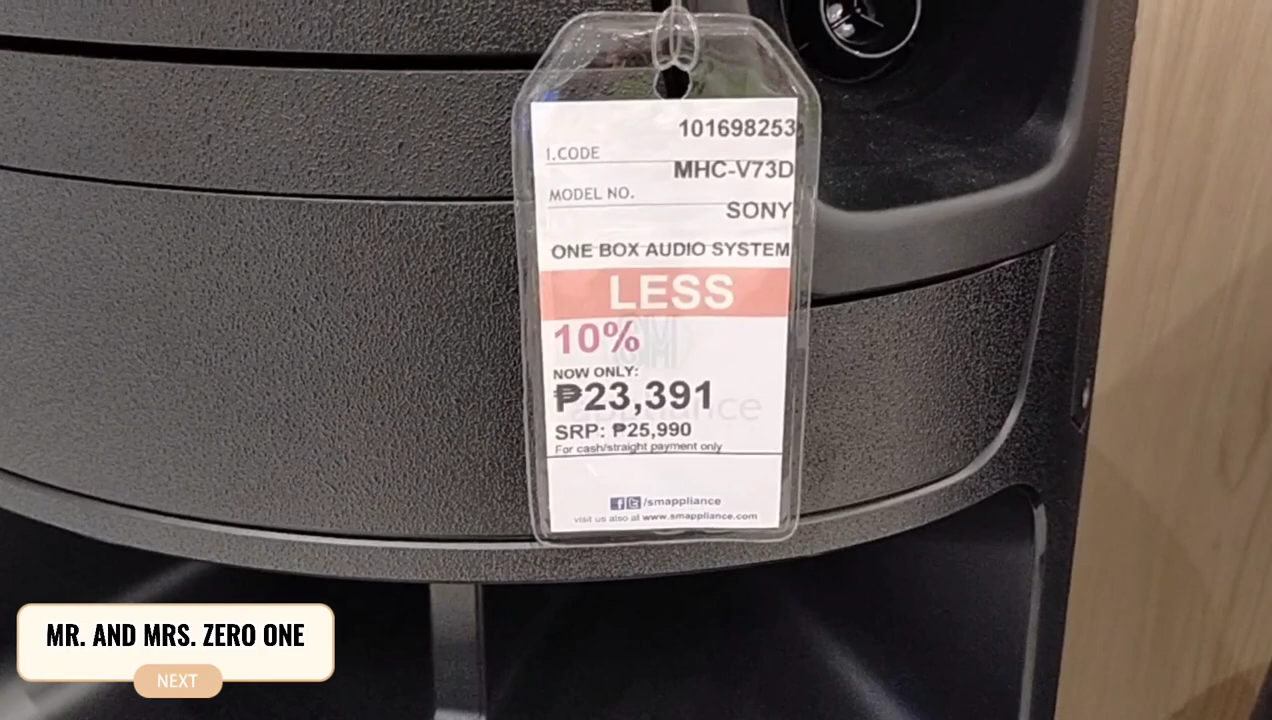 101698253
I.CODE
MHC-V73D
MODEL NO.
SONY
ONE BOX AUDIO SYSTEM
LESS
10%
NOW ONLY:
₱23,391
SRP: ₱25,990
For cash/straight payment only
/smappliance
visit us also at www.smappliance.com
MR. AND MRS. ZERO ONE
NEXT